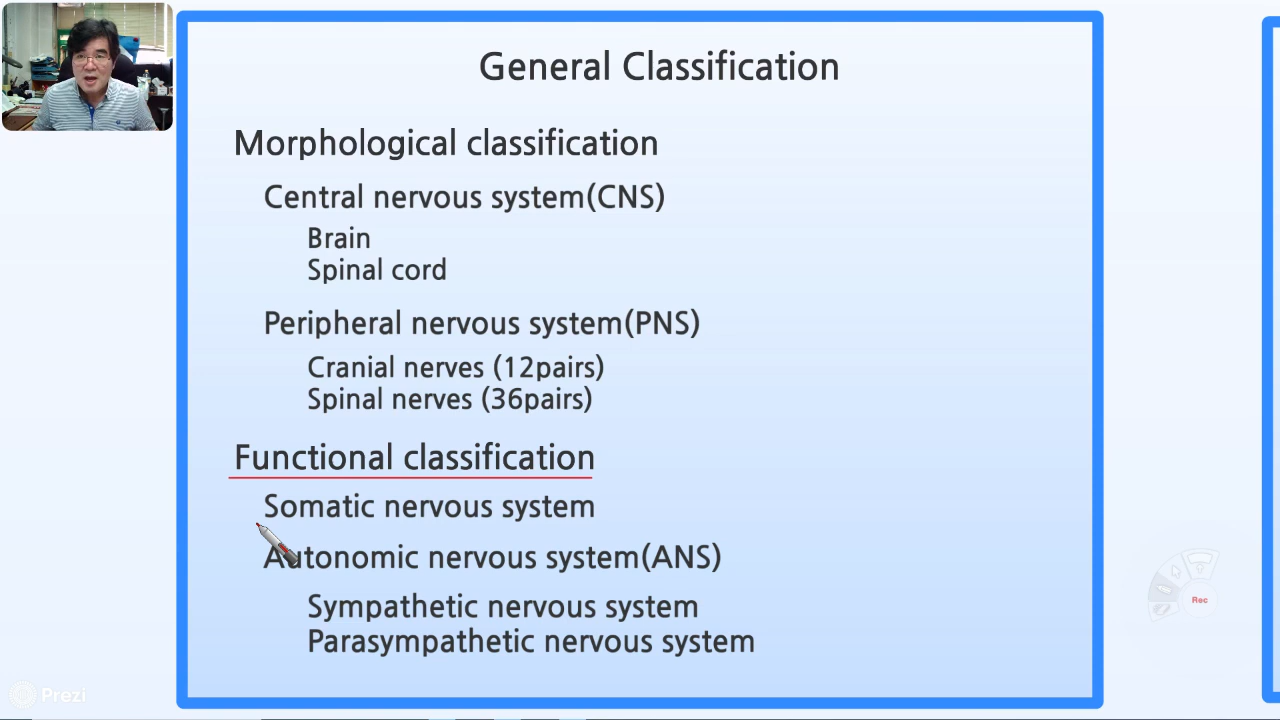 General Classification
Morphological classification
Central nervous system(CNS)
Brain
Spinal cord
Peripheral nervous system(PNS)
Cranial nerves (12pairs)
Spinal nerves (36pairs)
Functional classification
Somatic nervous system
Autonomic nervous system(ANS)
Sympathetic nervous system
Parasympathetic nervous system
Rec
Prezi